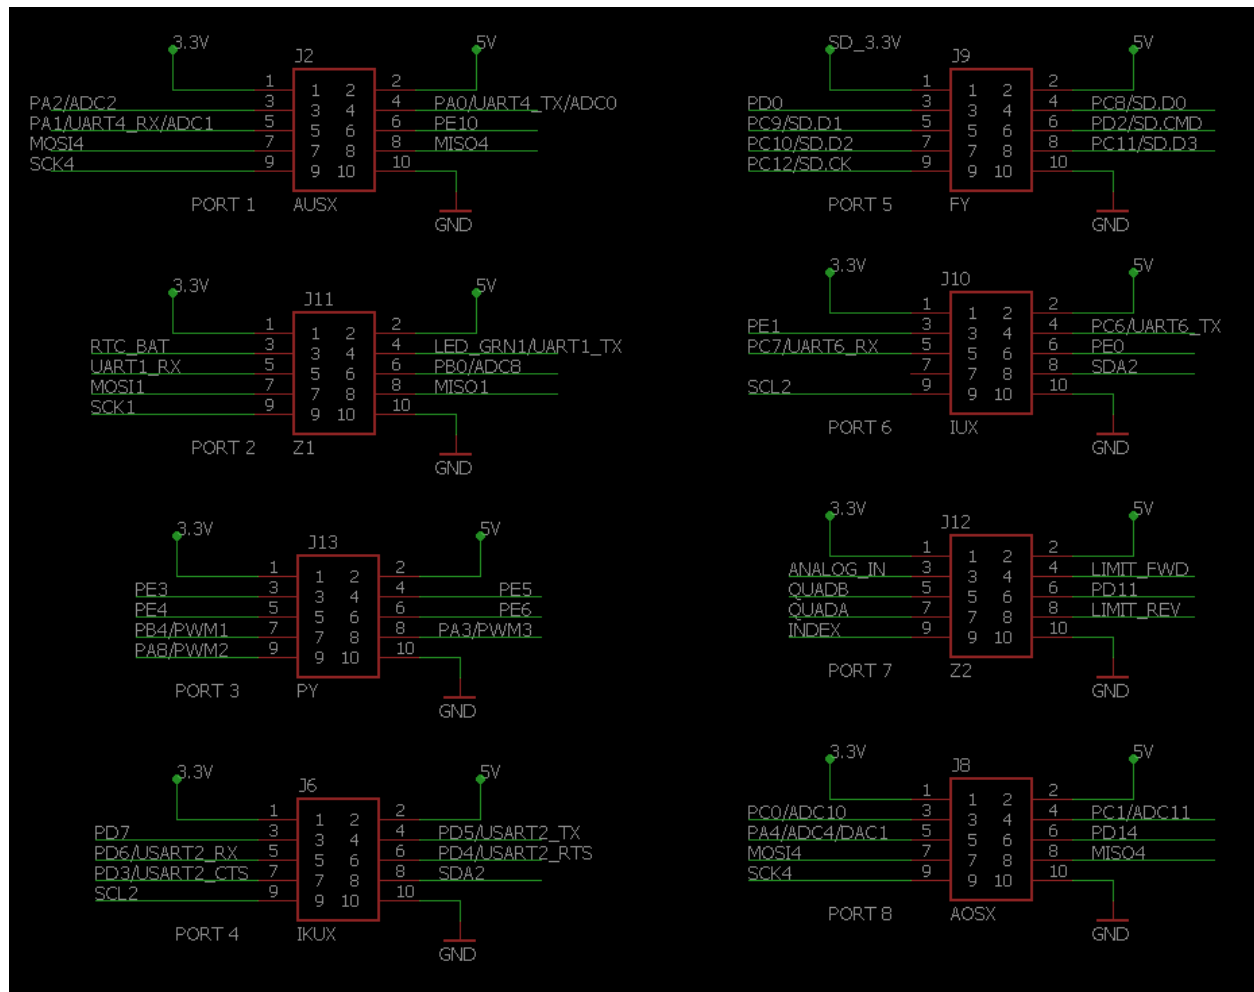 3.3V
5V
J2
1 1 2 2
PA2/ADC2 3 3 4 4 PA0/UART4_TX/ADC0
PA1/UART4_RX/ADC1 5 5 6 6 PE10
MOSI4 7 7 8 8 MISO4
SCK4 9 9 10 10
PORT 1 AUSX
GND
3.3V
5V
J11
1 1 2 2
RTC_BAT 3 3 4 4 LED_GRN1/UART1_TX
UART1_RX 5 5 6 6 PB0/ADC8
MOSI1 7 7 8 8 MISO1
SCK1 9 9 10 10
PORT 2 Z1
GND
3.3V
5V
J13
1 1 2 2
PE3 3 3 4 4 PE5
PE4 5 5 6 6 PE6
PB4/PWM1 7 7 8 8 PA3/PWM3
PA8/PWM2 9 9 10 10
PORT 3 PY
GND
3.3V
5V
J6
1 1 2 2
PD7 3 3 4 4 PD5/USART2_TX
PD6/USART2_RX 5 5 6 6 PD4/USART2_RTS
PD3/USART2_CTS 7 7 8 8 SDA2
SCL2 9 9 10 10
PORT 4 IKUX
GND
SD_3.3V
5V
J9
1 1 2 2
PD0 3 3 4 4 PC8/SD.D0
PC9/SD.D1 5 5 6 6 PD2/SD.CMD
PC10/SD.D2 7 7 8 8 PC11/SD.D3
PC12/SD.CK 9 9 10 10
PORT 5 FY
GND
3.3V
5V
J10
1 1 2 2
PE1 3 3 4 4 PC6/UART6_TX
PC7/UART6_RX 5 5 6 6 PE0
7 7 8 8 SDA2
SCL2 9 9 10 10
PORT 6 IUX
GND
3.3V
5V
J12
1 1 2 2
ANALOG_IN 3 3 4 4 LIMIT_FWD
QUADB 5 5 6 6 PD11
QUADA 7 7 8 8 LIMIT_REV
INDEX 9 9 10 10
PORT 7 Z2
GND
3.3V
5V
J8
1 1 2 2
PC0/ADC10 3 3 4 4 PC1/ADC11
PA4/ADC4/DAC1 5 5 6 6 PD14
MOSI4 7 7 8 8 MISO4
SCK4 9 9 10 10
PORT 8 AOSX
GND